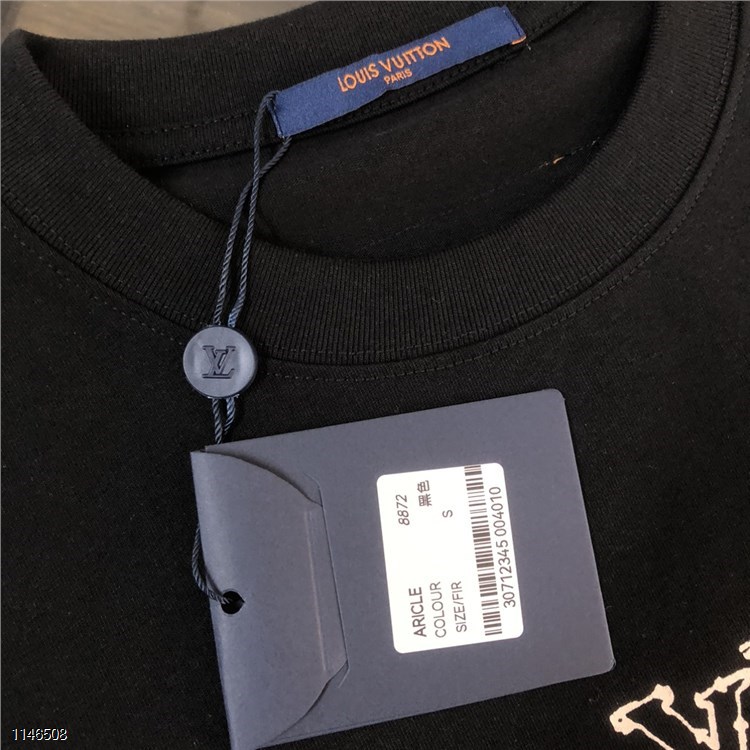 LOUIS VUITTON
PARIS
LV
ARICLE 8872
COLOUR 黑色
SIZE/FIR S
30712345 004010
1146508